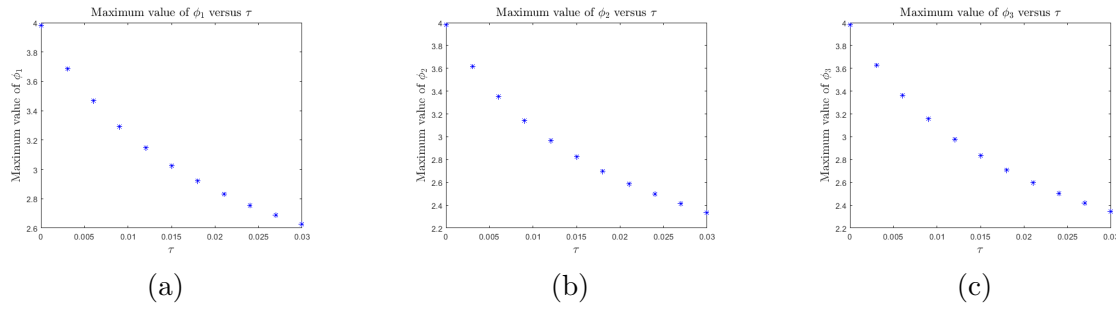 Maximum value of ϕ₁ versus τ
Maximum value of ϕ₁
4
3.8
3.6
3.4
3.2
3
2.8
2.6
0 0.005 0.01 0.015 0.02 0.025 0.03
τ
(a)
Maximum value of ϕ₂ versus τ
Maximum value of ϕ₂
4
3.8
3.6
3.4
3.2
3
2.8
2.6
2.4
2.2
0 0.005 0.01 0.015 0.02 0.025 0.03
τ
(b)
Maximum value of ϕ₃ versus τ
Maximum value of ϕ₃
4
3.8
3.6
3.4
3.2
3
2.8
2.6
2.4
2.2
0 0.005 0.01 0.015 0.02 0.025 0.03
τ
(c)